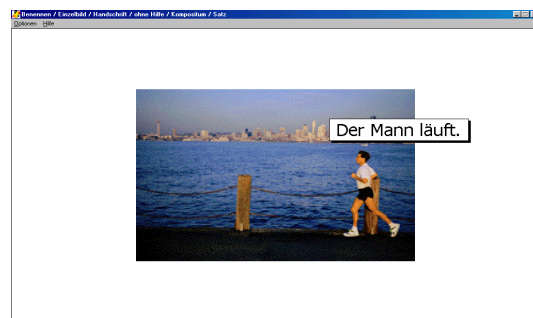 Benennen / Einzelbild / Handschrift / ohne Hilfe / Kompositum / Satz
Optionen Hilfe
Der Mann läuft.